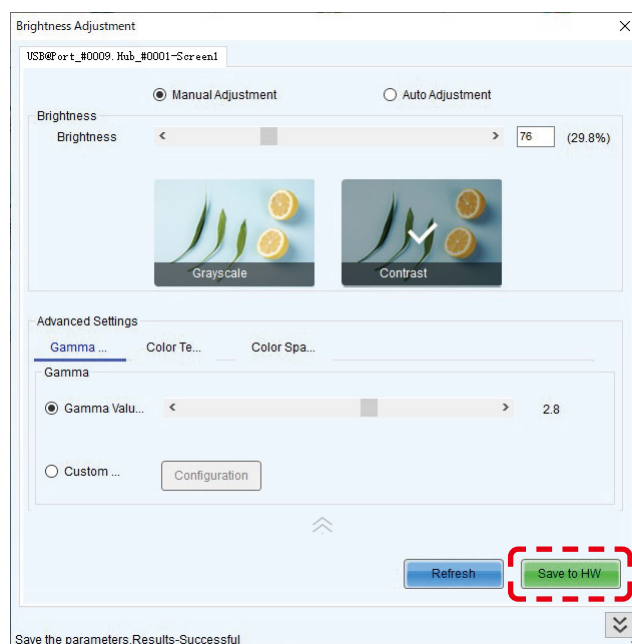 Brightness Adjustment
USB@Port_#0009.Hub_#0001-Screen1
Manual Adjustment Auto Adjustment
Brightness
Brightness < > 76 (29.8%)
Grayscale Contrast
Advanced Settings
Gamma ... Color Te... Color Spa...
Gamma
Gamma Valu... < > 2.8
Custom ... Configuration
Refresh Save to HW
Save the parameters.Results-Successful